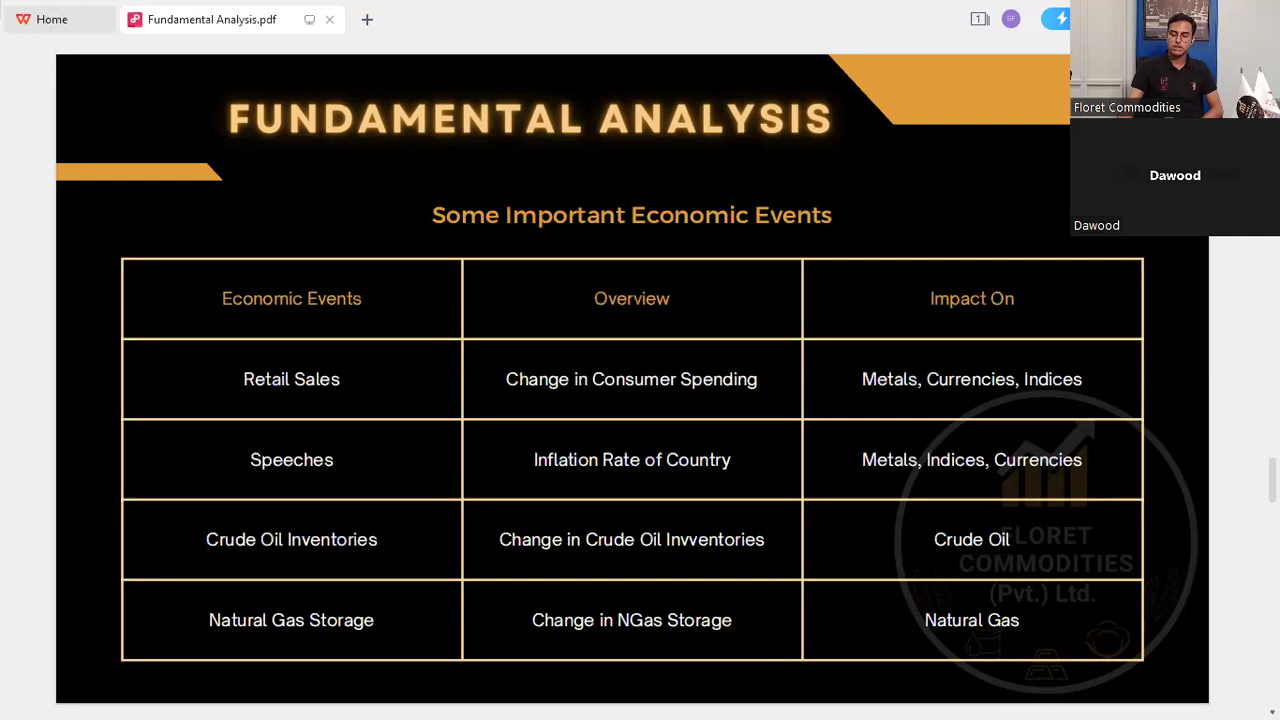 Home
Fundamental Analysis.pdf
1
GF
Floret Commodities
Dawood
Dawood
FUNDAMENTAL ANALYSIS
Some Important Economic Events
Economic Events Overview Impact On
Retail Sales Change in Consumer Spending Metals, Currencies, Indices
Speeches Inflation Rate of Country Metals, Indices, Currencies
Crude Oil Inventories Change in Crude Oil Invventories Crude Oil
Natural Gas Storage Change in NGas Storage Natural Gas
FLORET
COMMODITIES
(Pvt.) Ltd.